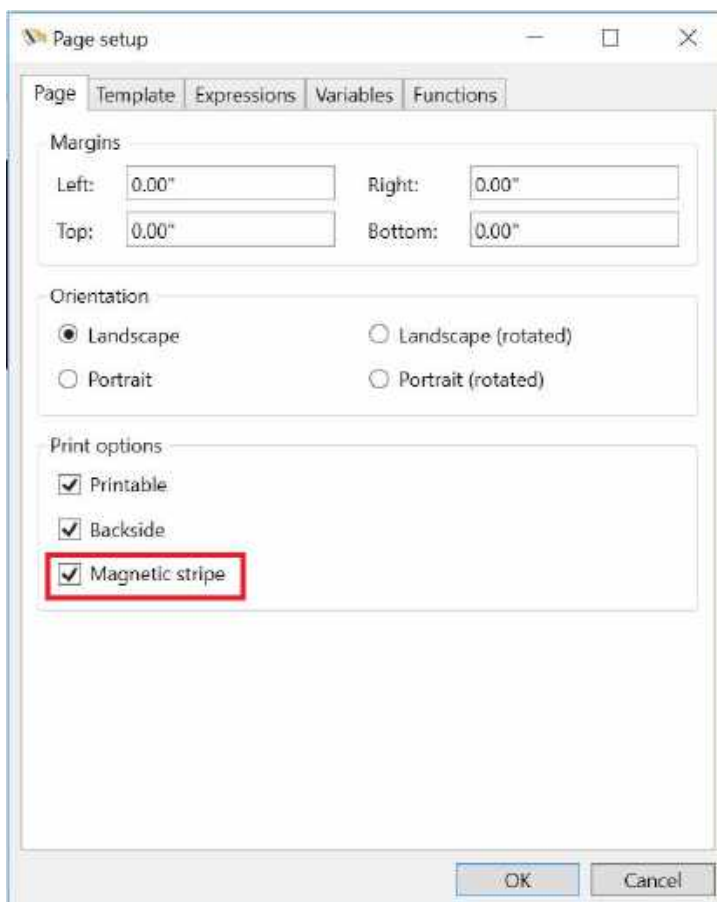 Page setup
Page Template Expressions Variables Functions
Margins
Left: 0.00" Right: 0.00"
Top: 0.00" Bottom: 0.00"
Orientation
Landscape Landscape (rotated)
Portrait Portrait (rotated)
Print options
Printable
Backside
Magnetic stripe
OK Cancel